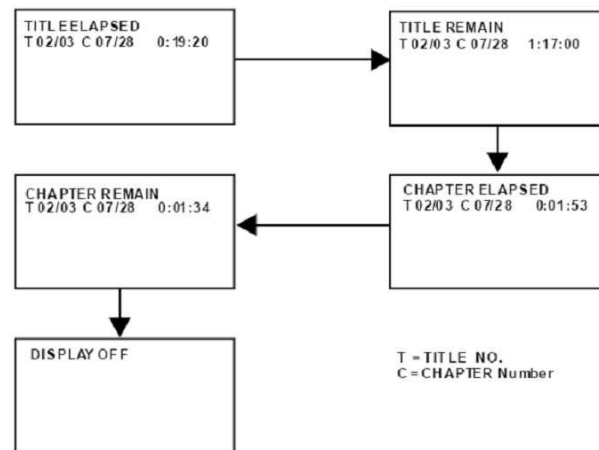 TITLE ELAPSED
T 02/03 C 07/28 0:19:20
TITLE REMAIN
T 02/03 C 07/28 1:17:00
CHAPTER ELAPSED
T 02/03 C 07/28 0:01:53
CHAPTER REMAIN
T 02/03 C 07/28 0:01:34
DISPLAY OFF
T = TITLE NO.
C = CHAPTER Number